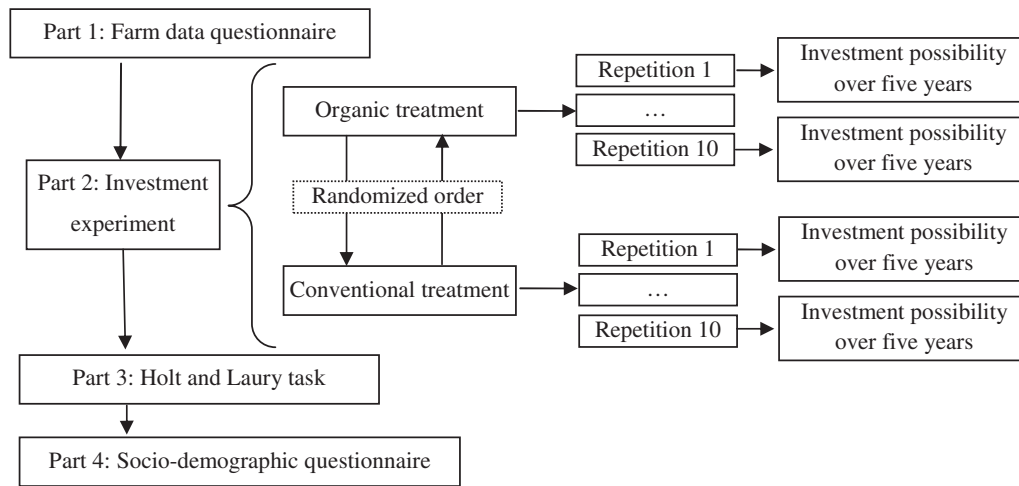 Part 1: Farm data questionnaire
Part 2: Investment
experiment
Part 3: Holt and Laury task
Part 4: Socio-demographic questionnaire
Organic treatment
Randomized order
Conventional treatment
Repetition 1
…
Repetition 10
Investment possibility
over five years
Investment possibility
over five years
Repetition 1
…
Repetition 10
Investment possibility
over five years
Investment possibility
over five years